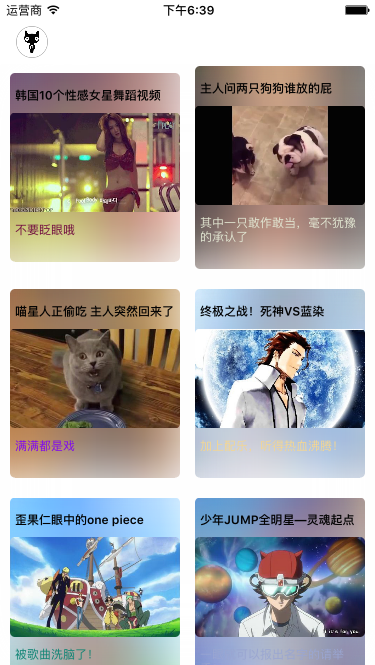 运营商
下午6:39
韩国10个性感女星舞蹈视频
不要眨眼哦
主人问两只狗狗谁放的屁
其中一只敢作敢当，毫不犹豫
的承认了
喵星人正偷吃 主人突然回来了
满满都是戏
终极之战！死神VS蓝染
歪果仁眼中的one piece
被歌曲洗脑了！
少年JUMP全明星—灵魂起点